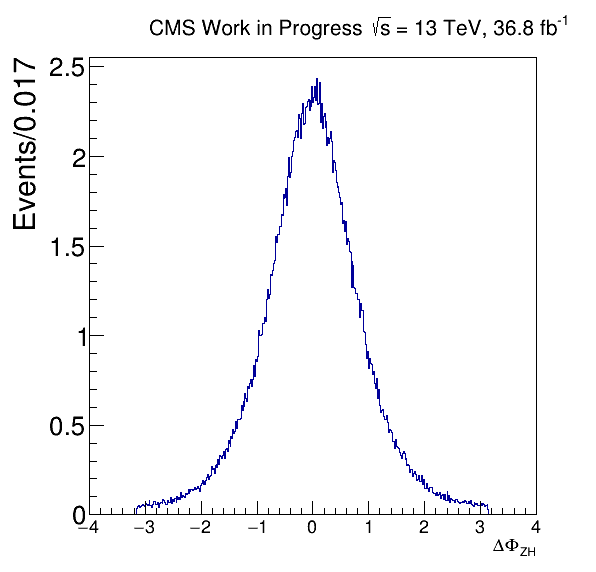 CMS Work in Progress √s = 13 TeV, 36.8 fb⁻¹
Events/0.017
2.5
2
1.5
1
0.5
0
−4 −3 −2 −1 0 1 2 3 4
ΔΦZH